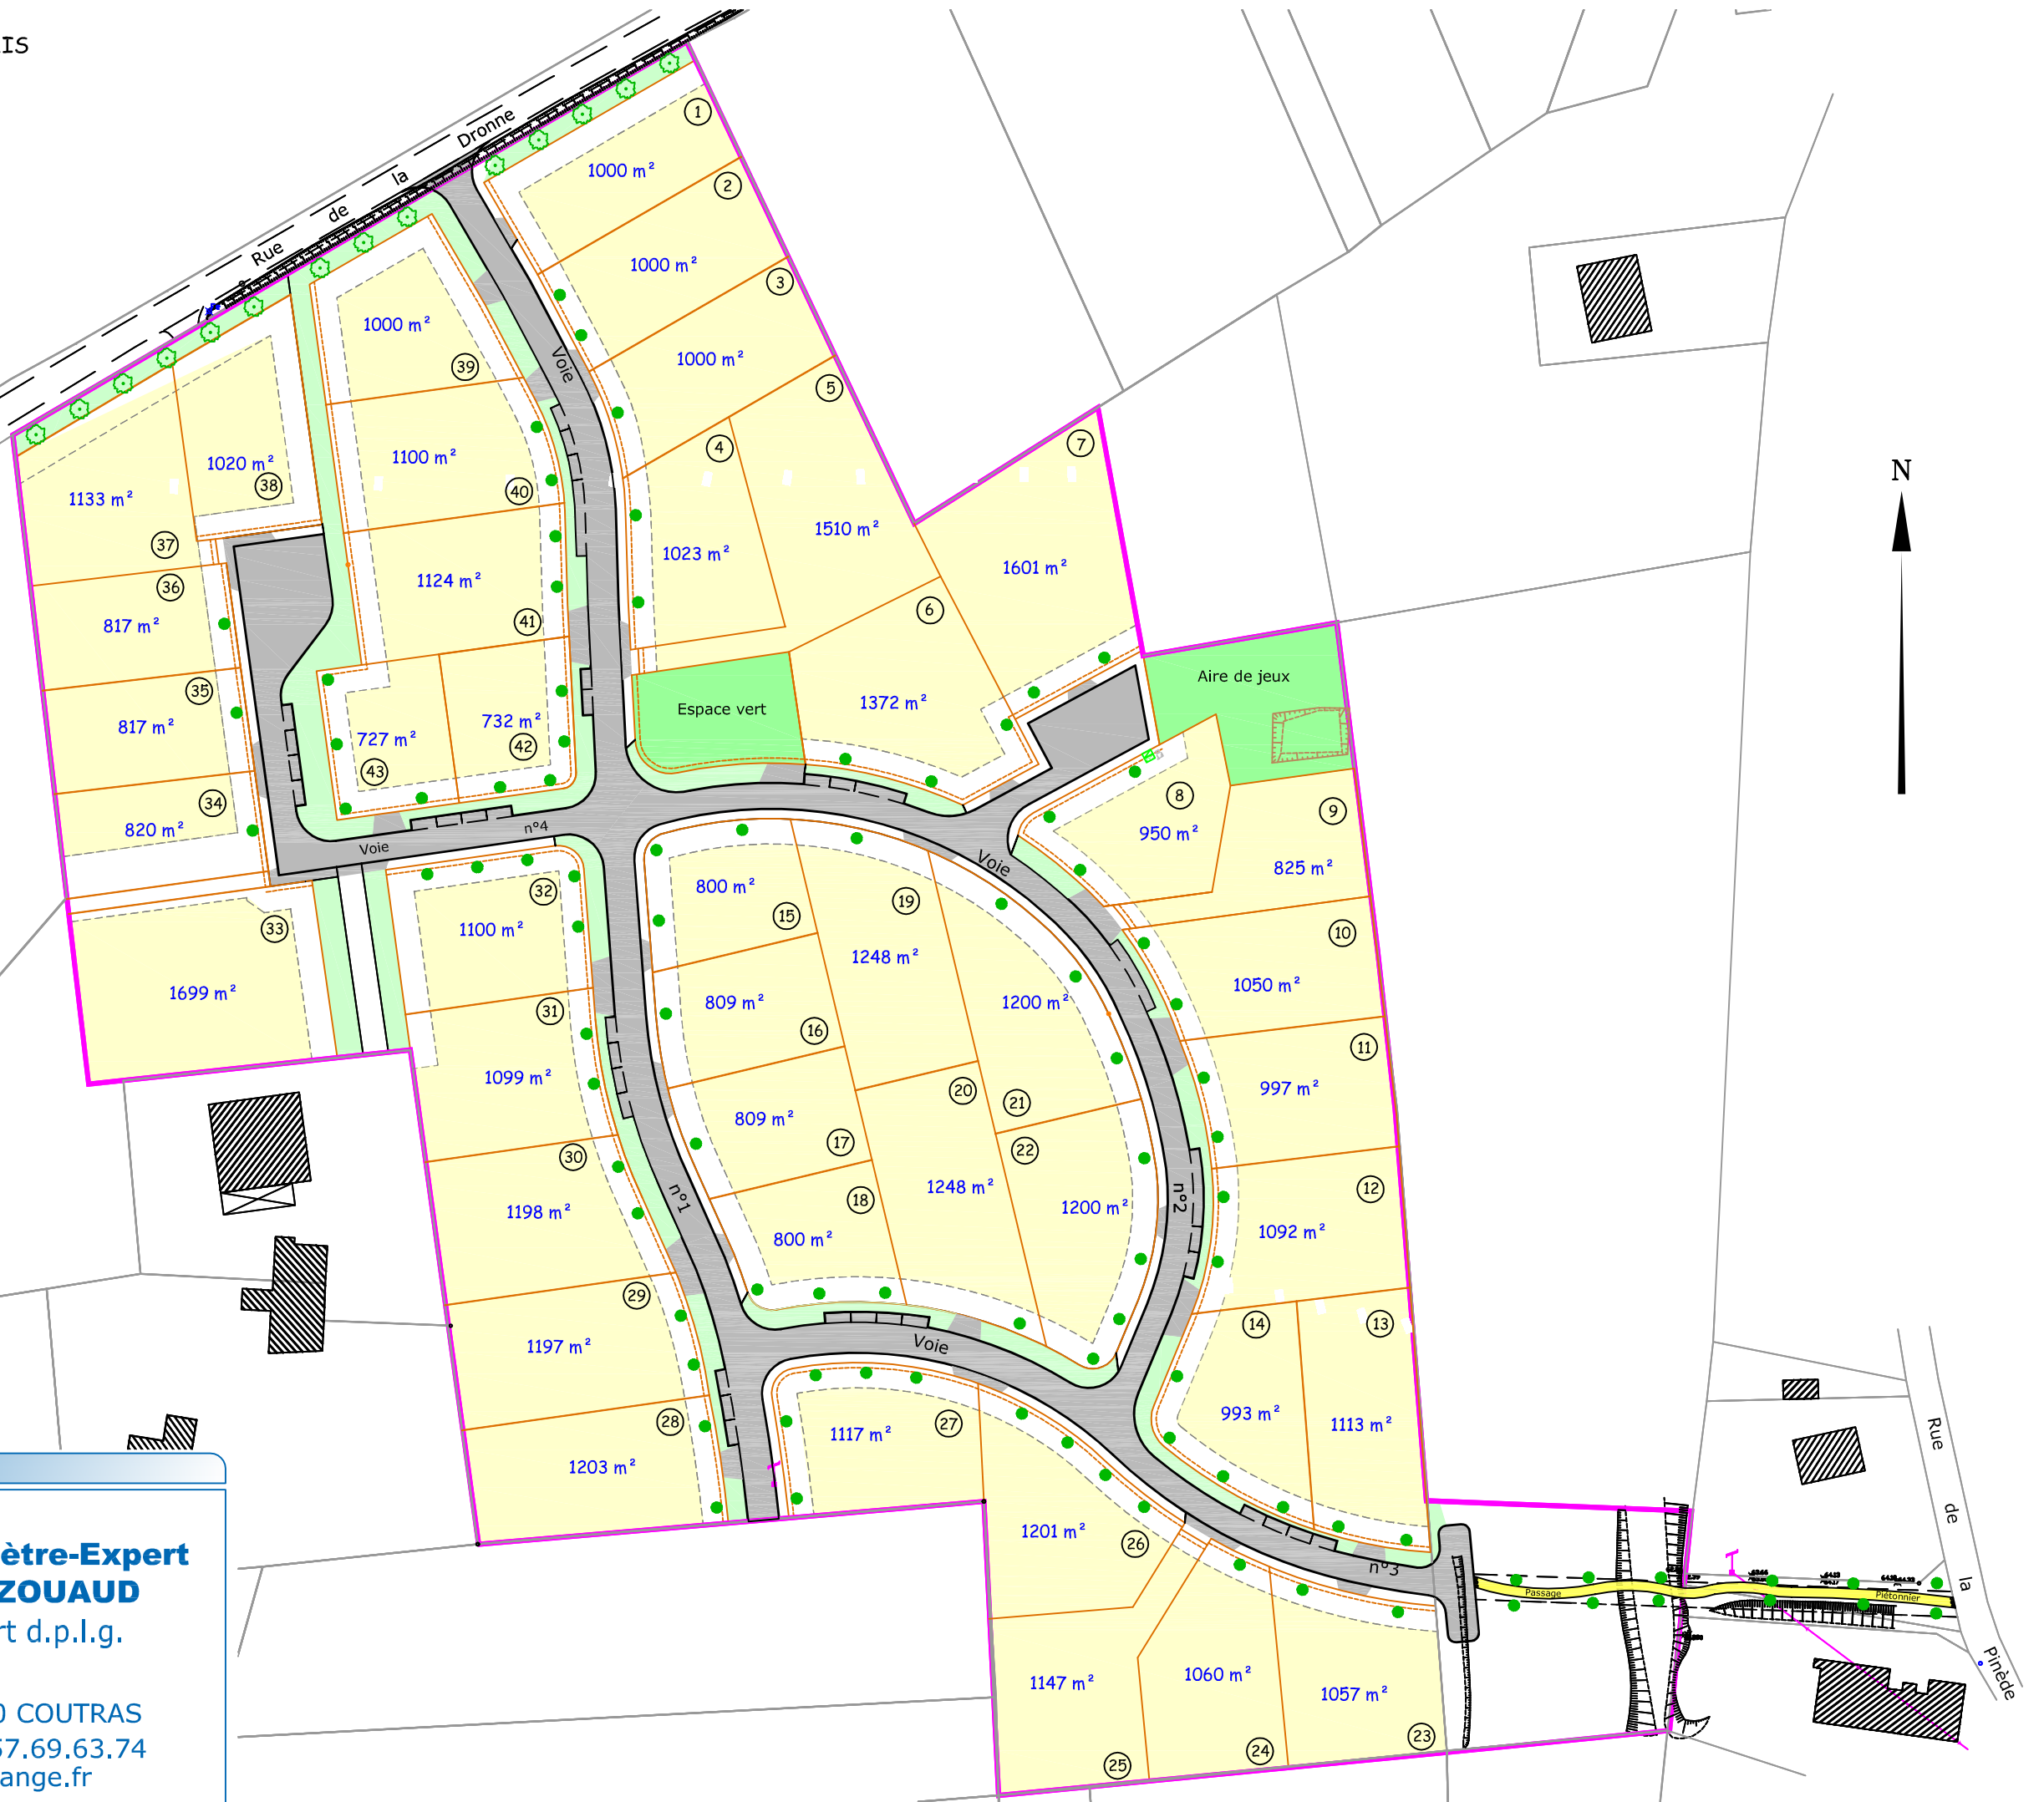 IS
Rue de la Dronne
1
1000 m²
2
1000 m²
3
1000 m²
4
1023 m²
5
1510 m²
6
1372 m²
7
1601 m²
N
39
1000 m²
40
1100 m²
41
1124 m²
42
732 m²
43
727 m²
38
1020 m²
37
1133 m²
36
817 m²
35
817 m²
34
820 m²
33
1699 m²
Voie
Espace vert
Aire de jeux
8
950 m²
9
825 m²
10
1050 m²
11
997 m²
12
1092 m²
13
1113 m²
14
993 m²
Voie n°4
Voie n°2
15
800 m²
16
809 m²
17
809 m²
18
800 m²
19
1248 m²
20
1248 m²
21
1200 m²
22
1200 m²
32
1100 m²
31
1099 m²
30
1198 m²
29
1197 m²
28
1203 m²
n°1
Voie n°3
27
1117 m²
26
1201 m²
25
1147 m²
24
1060 m²
23
1057 m²
Passage Piétonnier
Rue de la Pinède
ètre-Expert
ZOUAUD
rt d.p.l.g.
0 COUTRAS
57.69.63.74
ange.fr